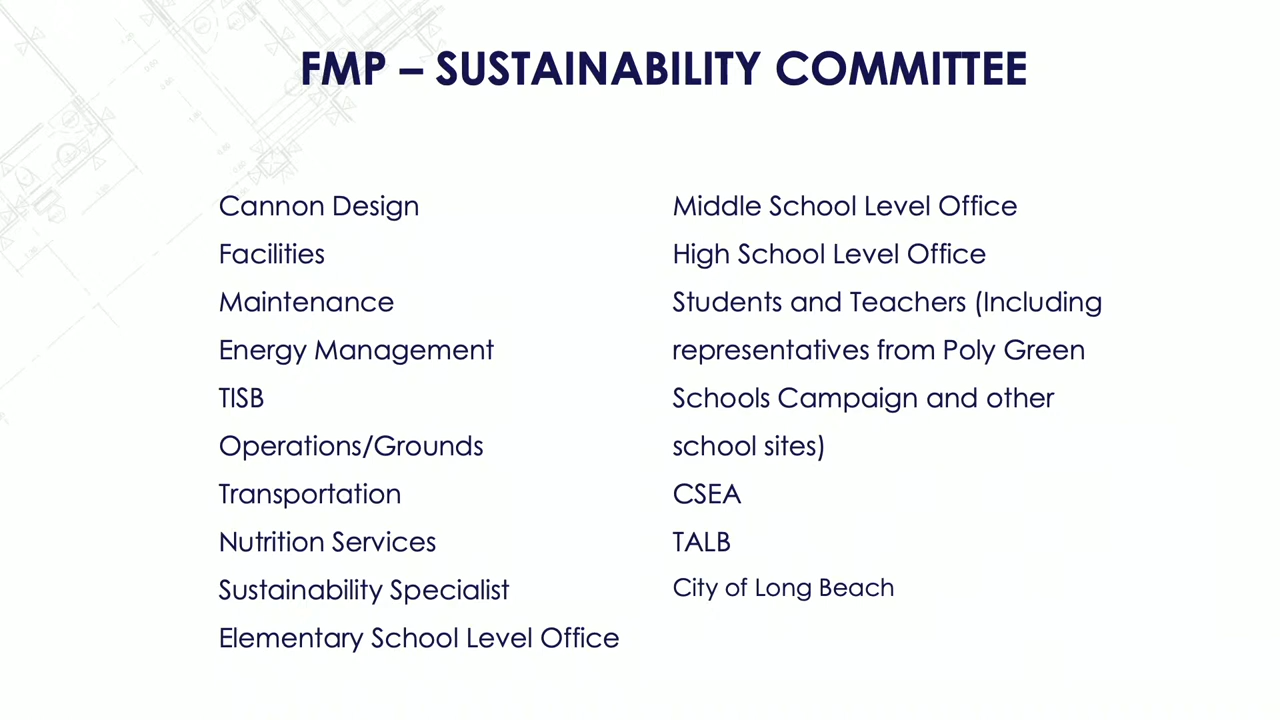 FMP – SUSTAINABILITY COMMITTEE
Cannon Design
Facilities
Maintenance
Energy Management
TISB
Operations/Grounds
Transportation
Nutrition Services
Sustainability Specialist
Elementary School Level Office
Middle School Level Office
High School Level Office
Students and Teachers (Including
representatives from Poly Green
Schools Campaign and other
school sites)
CSEA
TALB
City of Long Beach